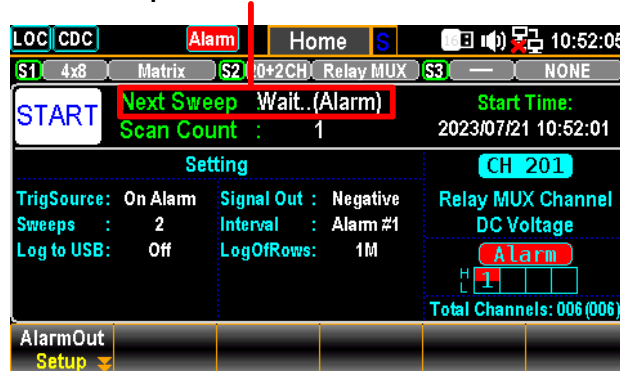 LOC CDC Alarm Home S 16 10:52:05
S1 4x8 Matrix S2 20+2CH Relay MUX S3 — NONE
START
Next Sweep Wait..(Alarm)
Scan Count : 1
Start Time:
2023/07/21 10:52:01
Setting
TrigSource: On Alarm Signal Out : Negative
Sweeps : 2 Interval : Alarm #1
Log to USB: Off LogOfRows: 1M
CH 201
Relay MUX Channel
DC Voltage
Alarm
H 1
L
Total Channels: 006(006)
AlarmOut
Setup